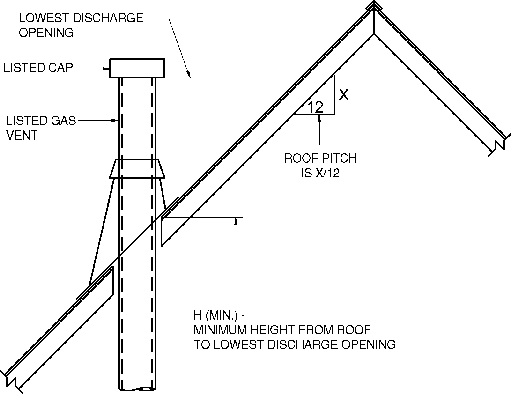 LOWEST DISCHARGE
OPENING
LISTED CAP
LISTED GAS
VENT
X
12
ROOF PITCH
IS X/12
H (MIN.) -
MINIMUM HEIGHT FROM ROOF
TO LOWEST DISCHARGE OPENING